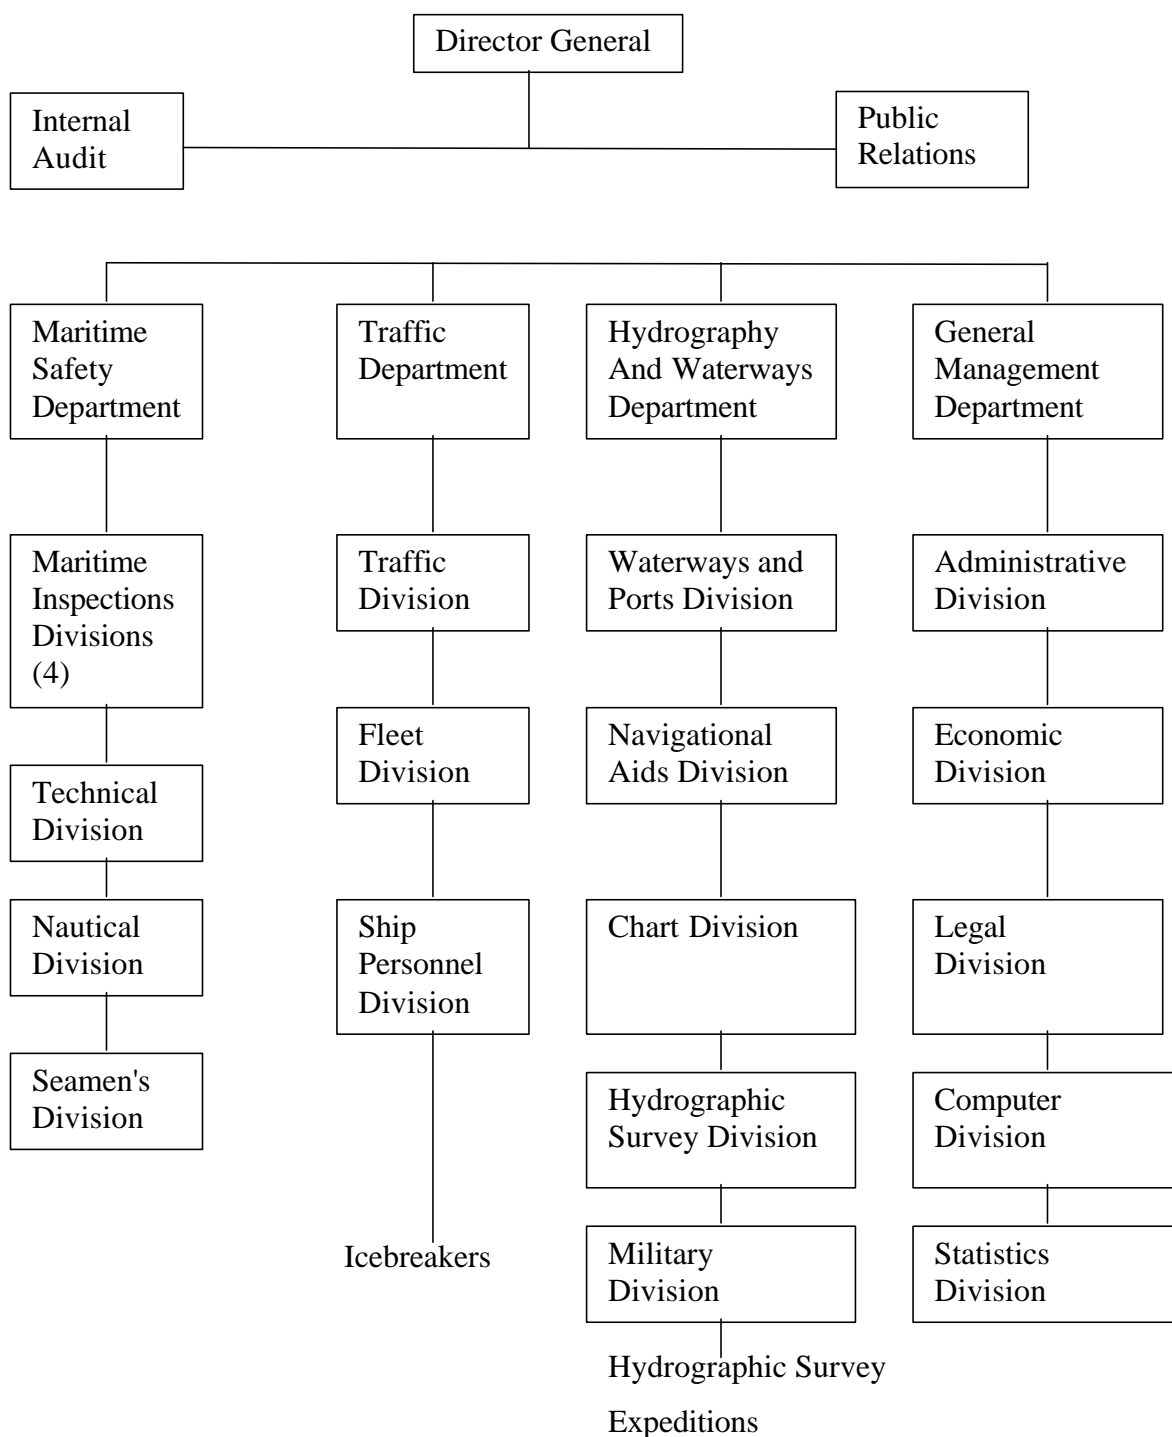 Director General
Internal
Audit
Public
Relations
Maritime
Safety
Department
Traffic
Department
Hydrography
And Waterways
Department
General
Management
Department
Maritime
Inspections
Divisions
(4)
Traffic
Division
Waterways and
Ports Division
Administrative
Division
Fleet
Division
Navigational
Aids Division
Economic
Division
Technical
Division
Nautical
Division
Ship
Personnel
Division
Chart Division
Legal
Division
Seamen's
Division
Hydrographic
Survey Division
Computer
Division
Icebreakers
Military
Division
Statistics
Division
Hydrographic Survey
Expeditions